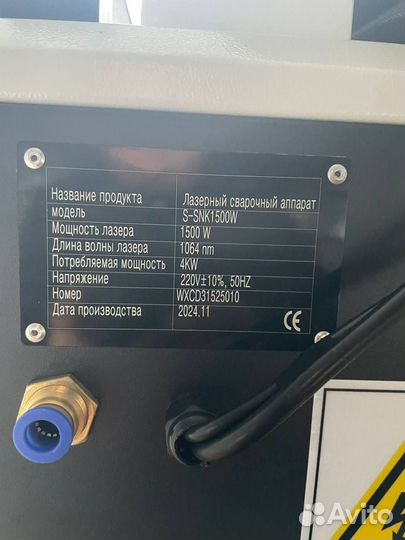 Название продукта Лазерный сварочный аппарат
модель S-SNK1500W
Мощность лазера 1500 W
Длина волны лазера 1064 nm
Потребляемая мощность 4KW
Напряжение 220V±10%, 50HZ
Номер WXCD31525010
Дата производства 2024.11
CE
Avito